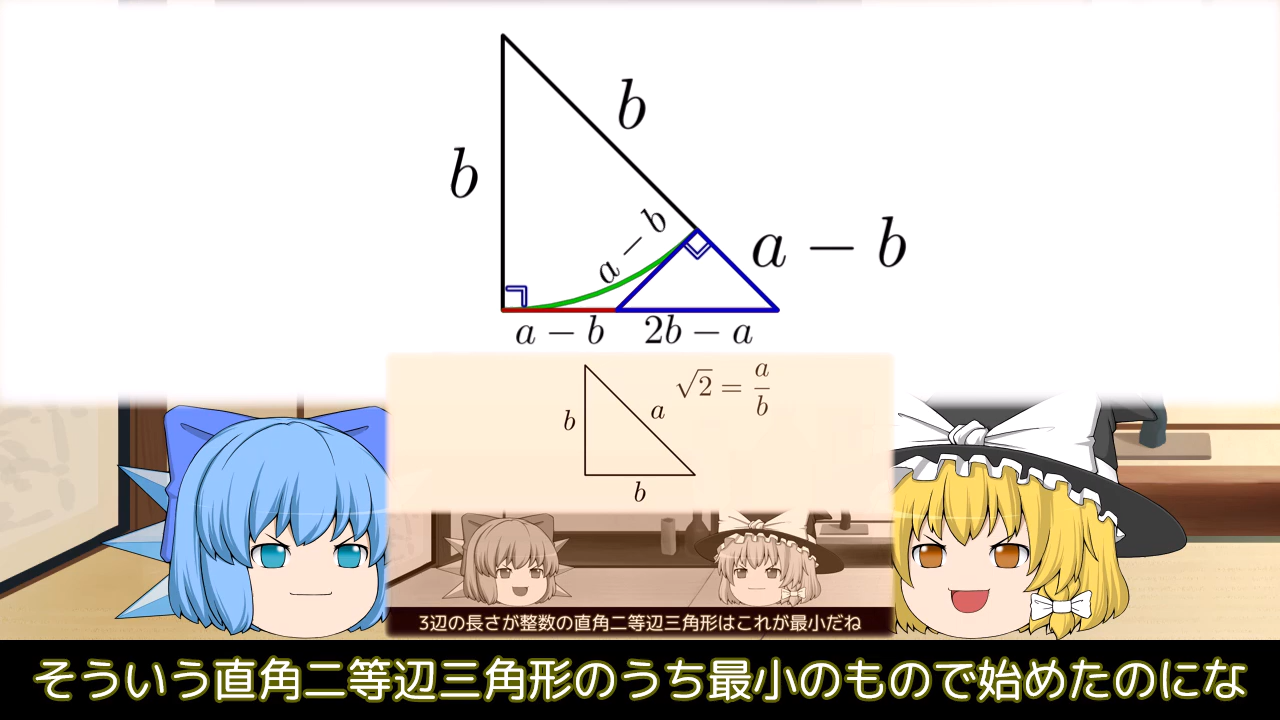 b
b
a − b
a − b
a − b
2b − a
√2 = a/b
b
a
b
3辺の長さが整数の直角二等辺三角形はこれが最小だね
そういう直角二等辺三角形のうち最小のもので始めたのにな